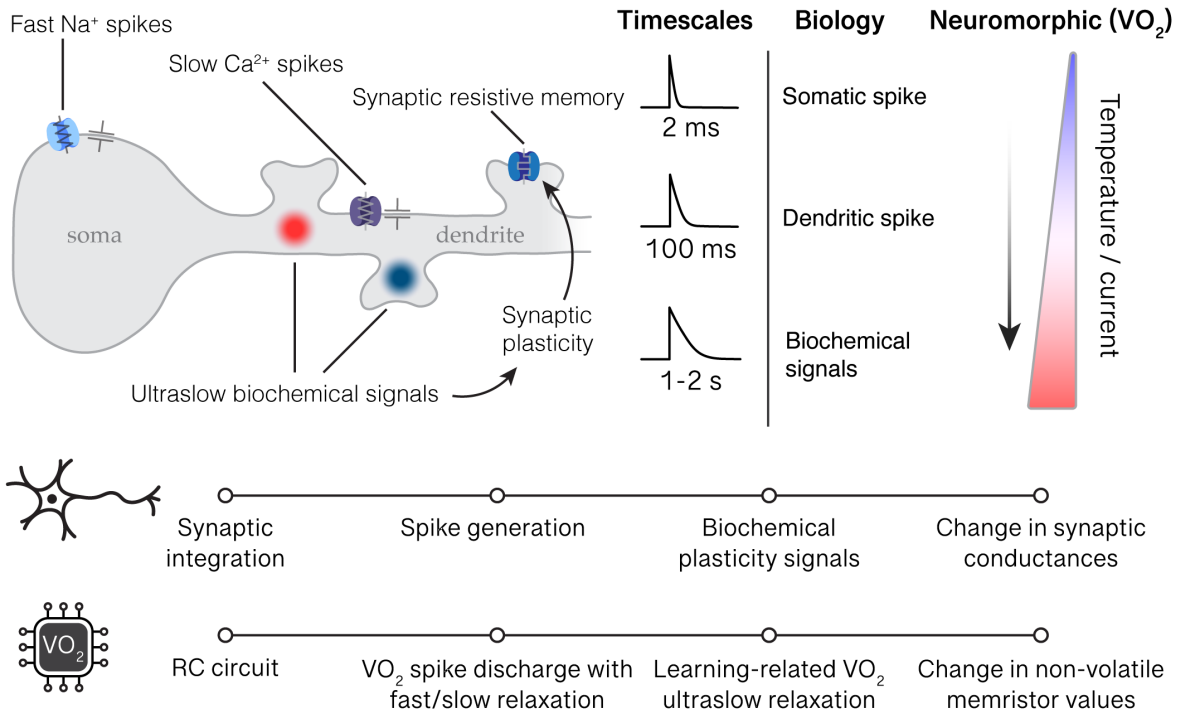 Fast Na⁺ spikes
Slow Ca²⁺ spikes
Synaptic resistive memory
soma
dendrite
Synaptic
plasticity
Ultraslow biochemical signals
Timescales
Biology
Neuromorphic (VO₂)
2 ms
Somatic spike
100 ms
Dendritic spike
1-2 s
Biochemical
signals
Temperature / current
Synaptic
integration
Spike generation
Biochemical
plasticity signals
Change in synaptic
conductances
VO₂
RC circuit
VO₂ spike discharge with
fast/slow relaxation
Learning-related VO₂
ultraslow relaxation
Change in non-volatile
memristor values